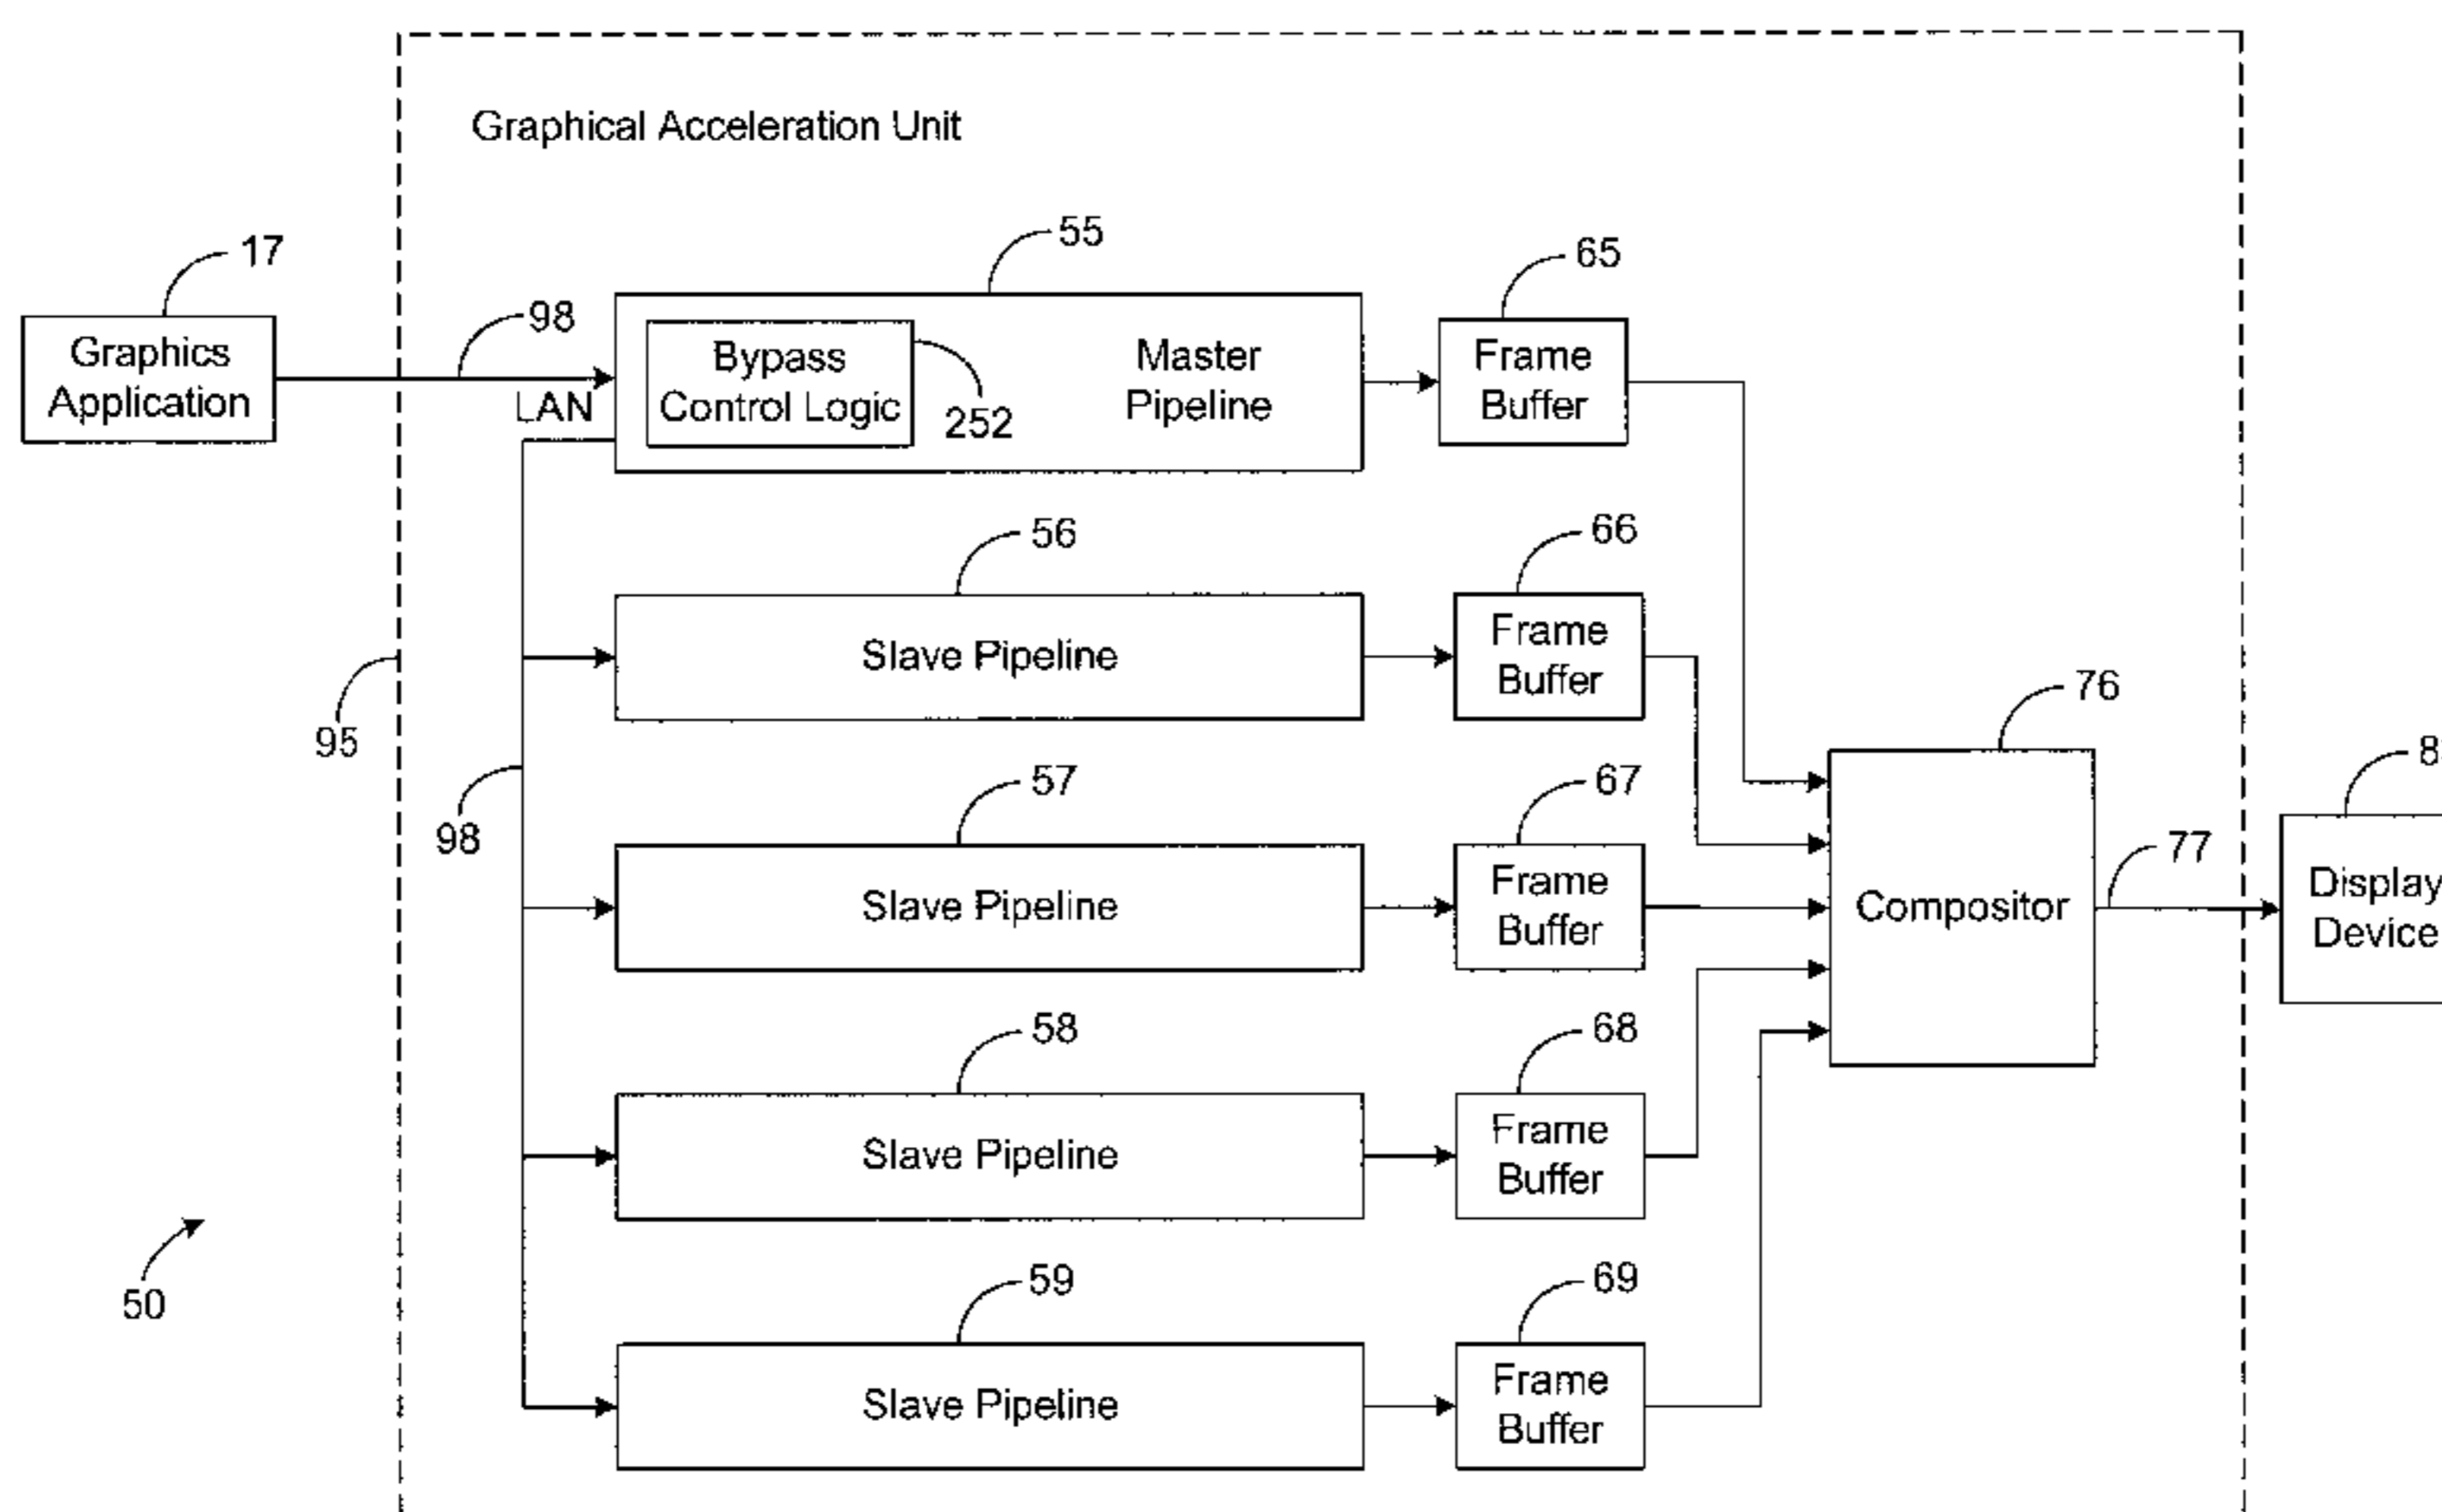 Graphical Acceleration Unit
17
Graphics
Application
98
LAN
55
Bypass
Control Logic
252
Master
Pipeline
65
Frame
Buffer
56
Slave Pipeline
66
Frame
Buffer
95
98
57
Slave Pipeline
67
Frame
Buffer
76
Compositor
77
Display
Device
58
Slave Pipeline
68
Frame
Buffer
50
59
Slave Pipeline
69
Frame
Buffer